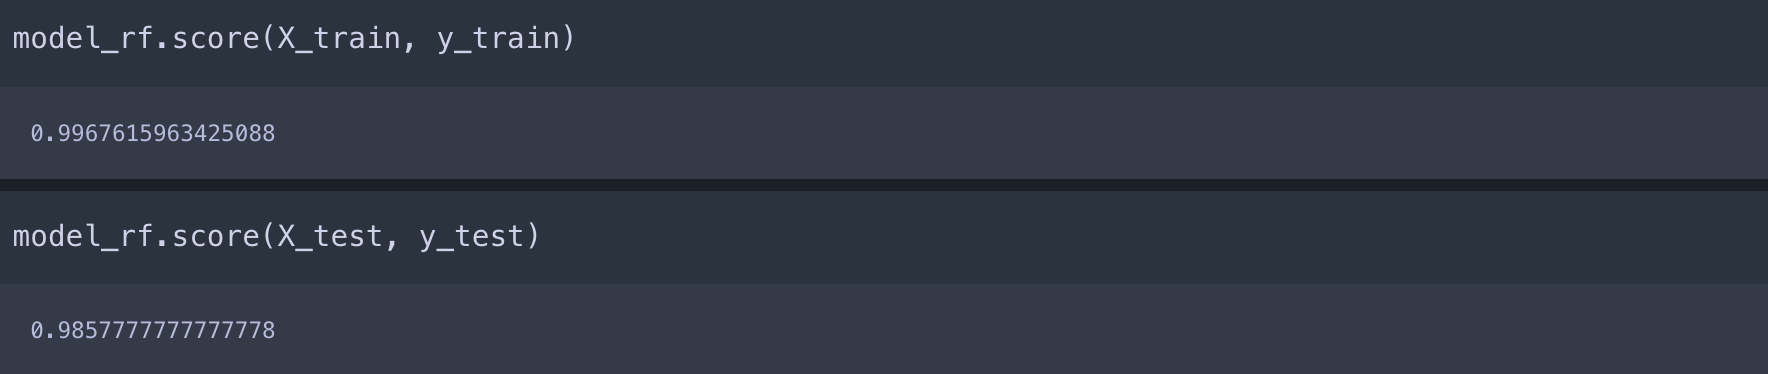 model_rf.score(X_train, y_train)
0.9967615963425088
model_rf.score(X_test, y_test)
0.9857777777777778